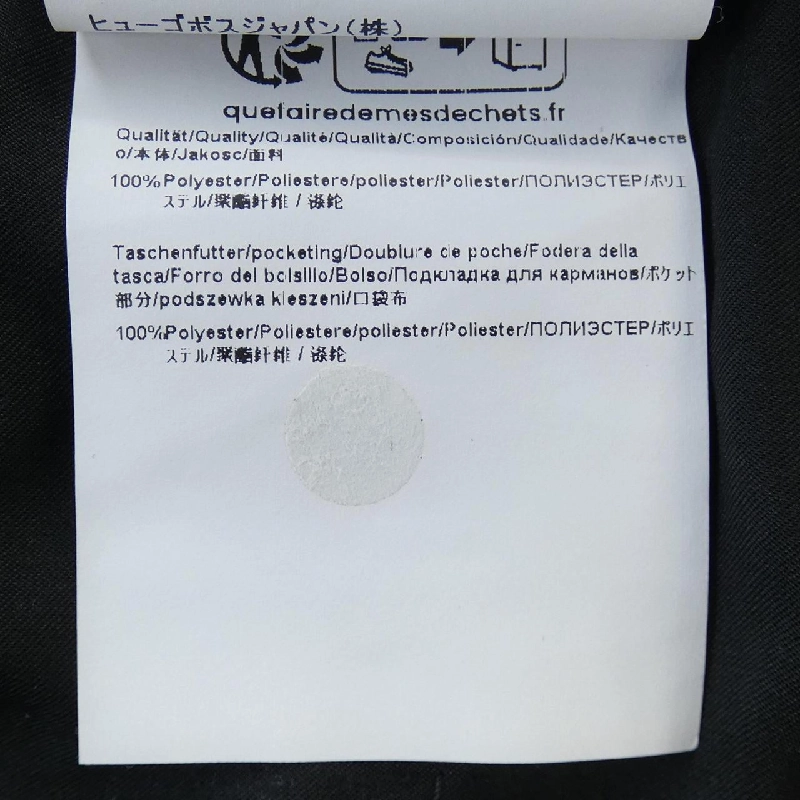 ヒューゴボスジャパン(株)
quefairedemesdechets.fr
Qualität/Quality/Qualité/Qualità/Composición/Qualidade/Качеств
о/本体/Jakosc/面料
100%Polyester/Poliestere/poliester/Poliester/ПОЛИЭСТЕР/ポリエ
ステル/聚酯纤维 / 涤纶
Taschenfutter/pocketing/Doublure de poche/Fodera della
tasca/Forro del bolsillo/Bolso/Подкладка для карманов/ポケット
部分/podszewka kieszeni/口袋布
100%Polyester/Poliestere/poliester/Poliester/ПОЛИЭСТЕР/ポリエ
ステル/聚酯纤维 / 涤纶